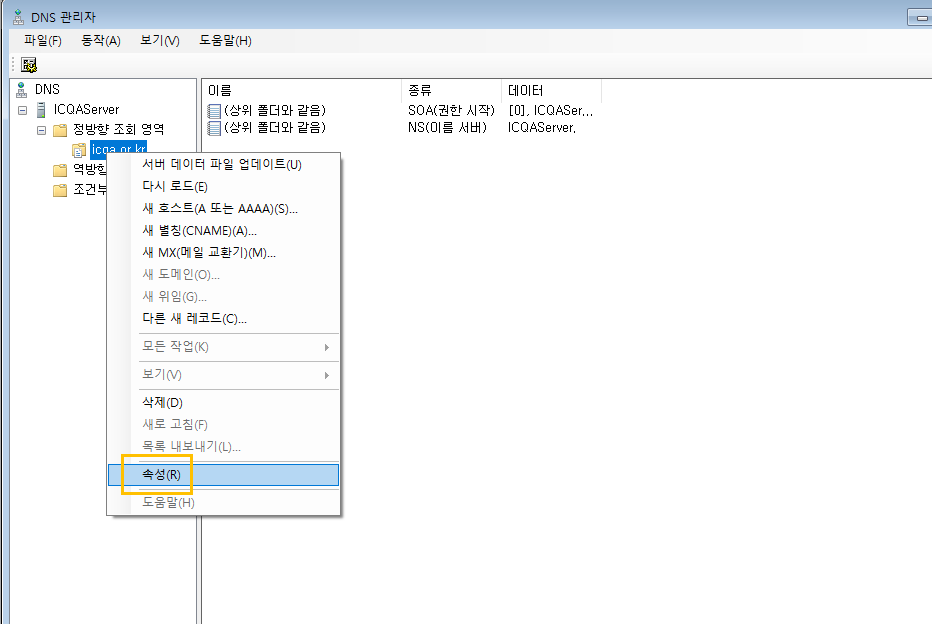 DNS 관리자
파일(F) 동작(A) 보기(V) 도움말(H)
DNS
ICQAServer
정방향 조회 영역
icqa.or.kr
역방향
조건부
이름 종류 데이터
(상위 폴더와 같음) SOA(권한 시작) [0], ICQASer...
(상위 폴더와 같음) NS(이름 서버) ICQAServer.
서버 데이터 파일 업데이트(U)
다시 로드(E)
새 호스트(A 또는 AAAA)(S)...
새 별칭(CNAME)(A)...
새 MX(메일 교환기)(M)...
새 도메인(O)...
새 위임(G)...
다른 새 레코드(C)...
모든 작업(K)
보기(V)
삭제(D)
새로 고침(F)
목록 내보내기(L)...
속성(R)
도움말(H)